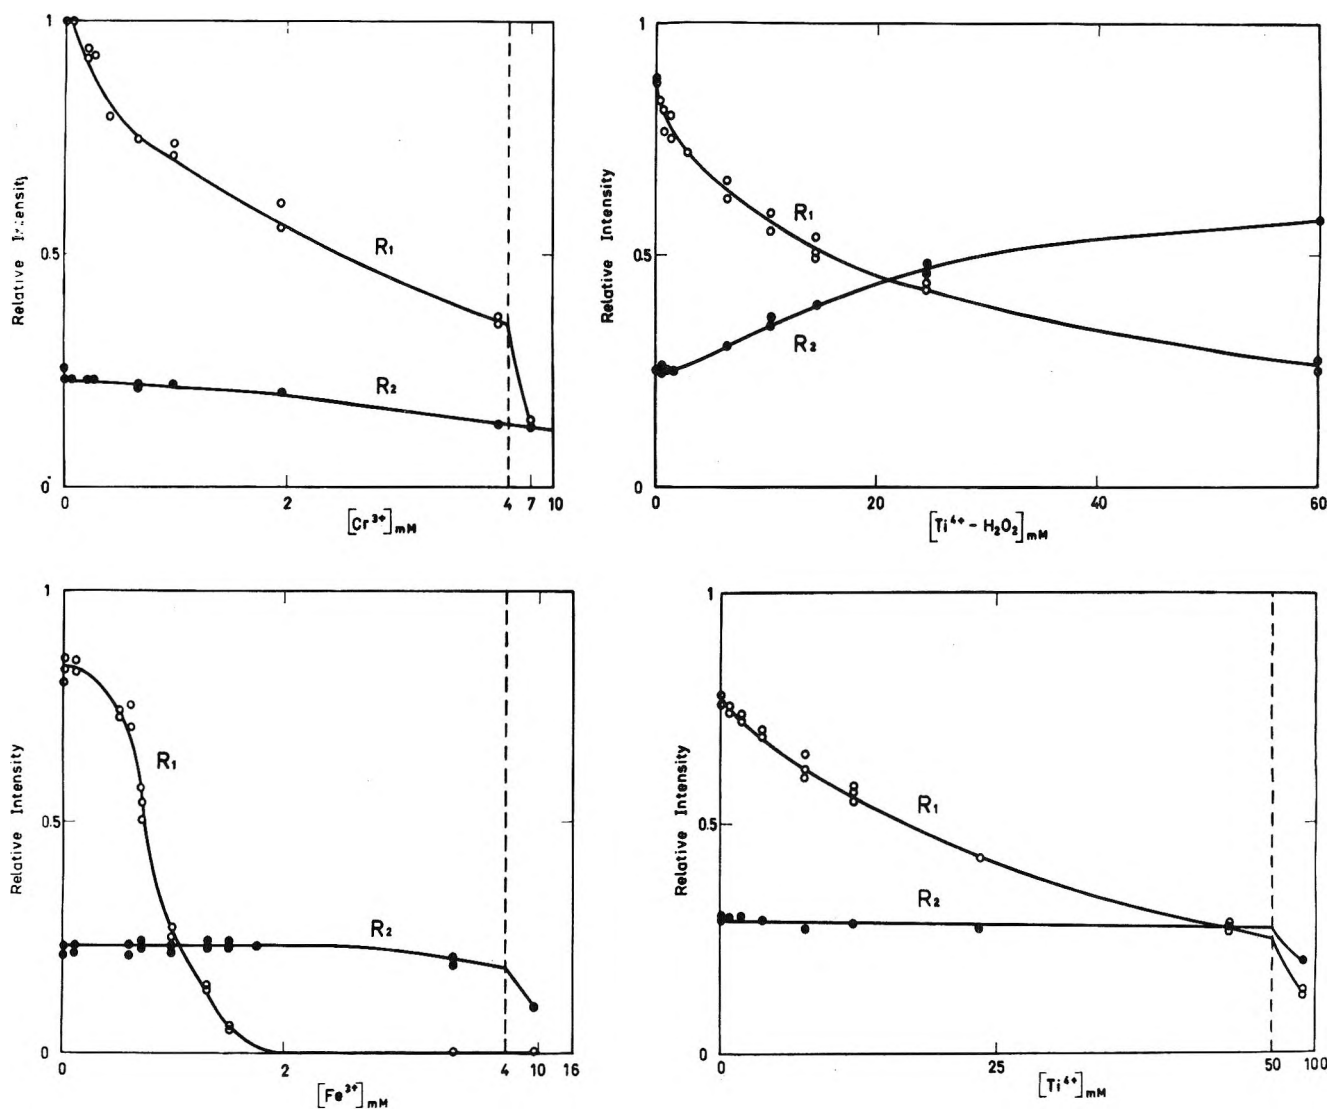 1
Relative Intensity
0.5
0
R1
R2
0 2 4 7 10
[Cr3+]mM
1
Relative Intensity
0.5
0
R1
R2
0 20 40 60
[Ti4+ - H2O2]mM
1
Relative Intensity
0.5
0
R1
R2
0 2 4 10 16
[Fe3+]mM
1
Relative Intensity
0.5
0
R1
R2
0 25 50 100
[Ti4+]mM